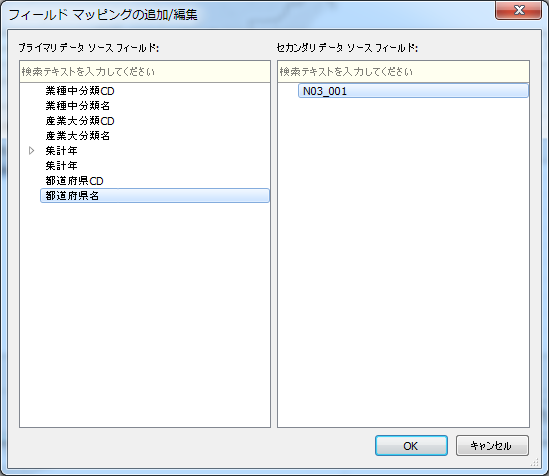 フィールド マッピングの追加/編集
プライマリ データ ソース フィールド:
検索テキストを入力してください
業種中分類CD
業種中分類名
産業大分類CD
産業大分類名
集計年
集計年
都道府県CD
都道府県名
セカンダリ データ ソース フィールド:
検索テキストを入力してください
N03_001
OK
キャンセル